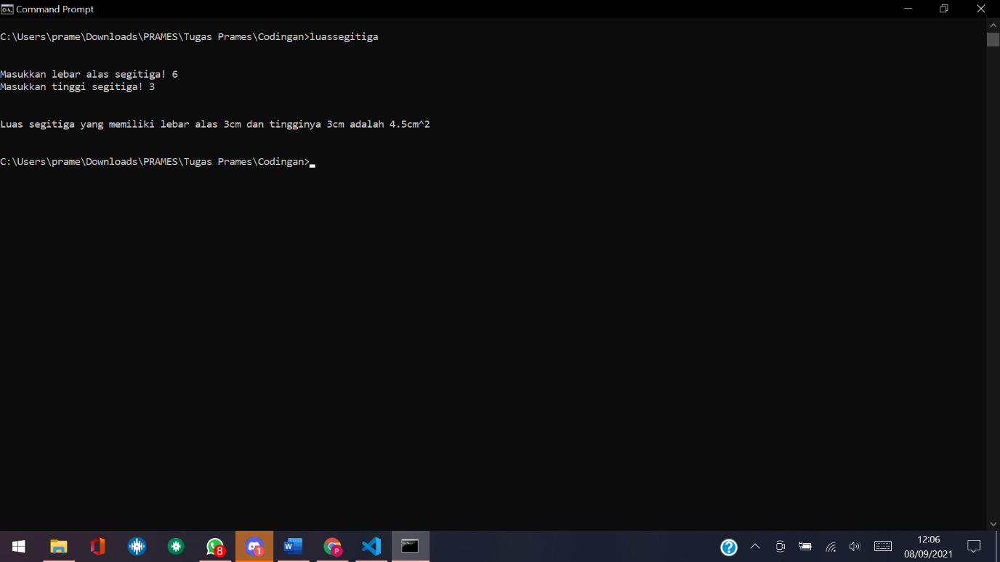 Command Prompt
C:\Users\prame\Downloads\PRAMES\Tugas Prames\Codingan>luassegitiga
Masukkan lebar alas segitiga! 6
Masukkan tinggi segitiga! 3
Luas segitiga yang memiliki lebar alas 3cm dan tingginya 3cm adalah 4.5cm^2
C:\Users\prame\Downloads\PRAMES\Tugas Prames\Codingan>
8
1
W
P
?
12:06
08/09/2021